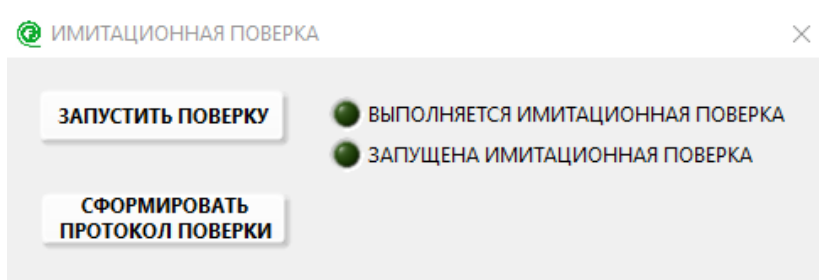 ИМИТАЦИОННАЯ ПОВЕРКА
ЗАПУСТИТЬ ПОВЕРКУ
ВЫПОЛНЯЕТСЯ ИМИТАЦИОННАЯ ПОВЕРКА
ЗАПУЩЕНА ИМИТАЦИОННАЯ ПОВЕРКА
СФОРМИРОВАТЬ
ПРОТОКОЛ ПОВЕРКИ